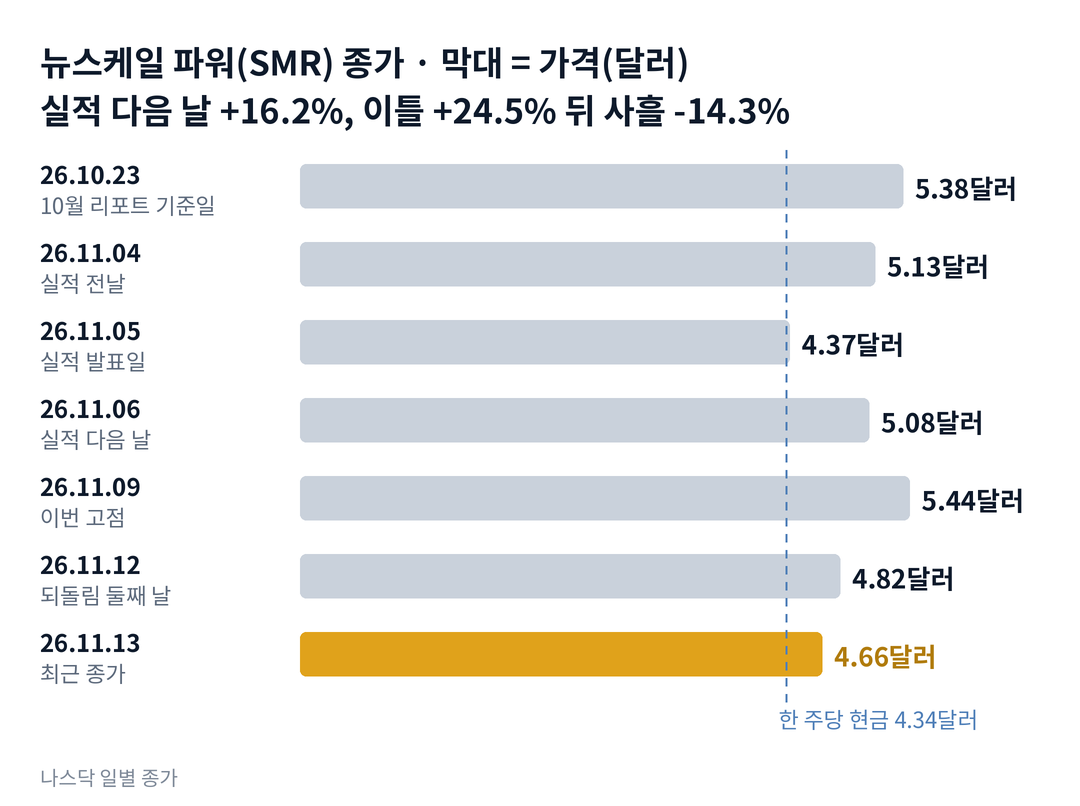 뉴스케일 파워(SMR) 종가 · 막대 = 가격(달러)
실적 다음 날 +16.2%, 이틀 +24.5% 뒤 사흘 -14.3%
26.10.23
10월 리포트 기준일
5.38달러
26.11.04
실적 전날
5.13달러
26.11.05
실적 발표일
4.37달러
26.11.06
실적 다음 날
5.08달러
26.11.09
이번 고점
5.44달러
26.11.12
되돌림 둘째 날
4.82달러
26.11.13
최근 종가
4.66달러
한 주당 현금 4.34달러
나스닥 일별 종가